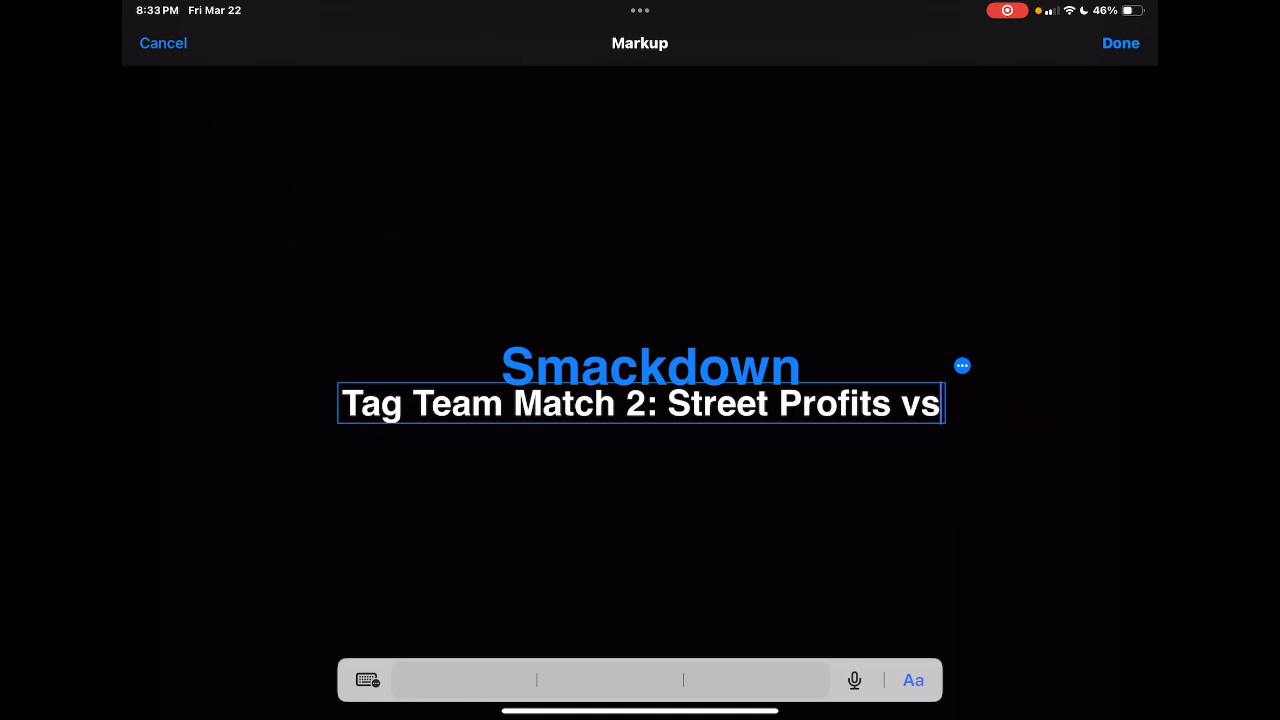 8:33 PM Fri Mar 22
46%
Cancel
Markup
Done
Smackdown
Tag Team Match 2: Street Profits vs
Aa